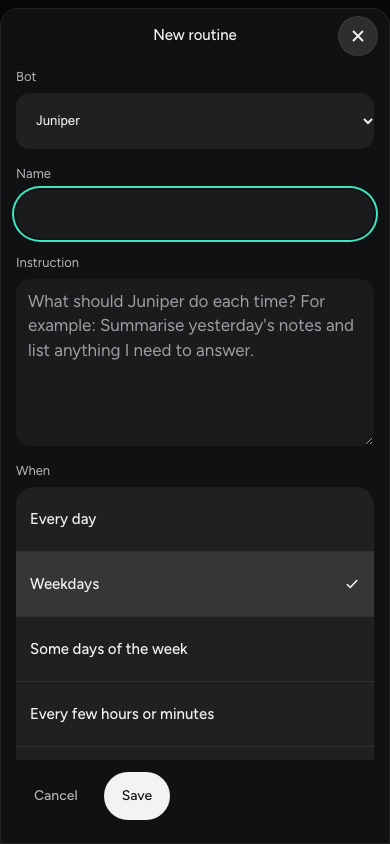 New routine
Bot
Juniper
Name
Instruction
What should Juniper do each time? For
example: Summarise yesterday's notes and
list anything I need to answer.
When
Every day
Weekdays
Some days of the week
Every few hours or minutes
Cancel
Save